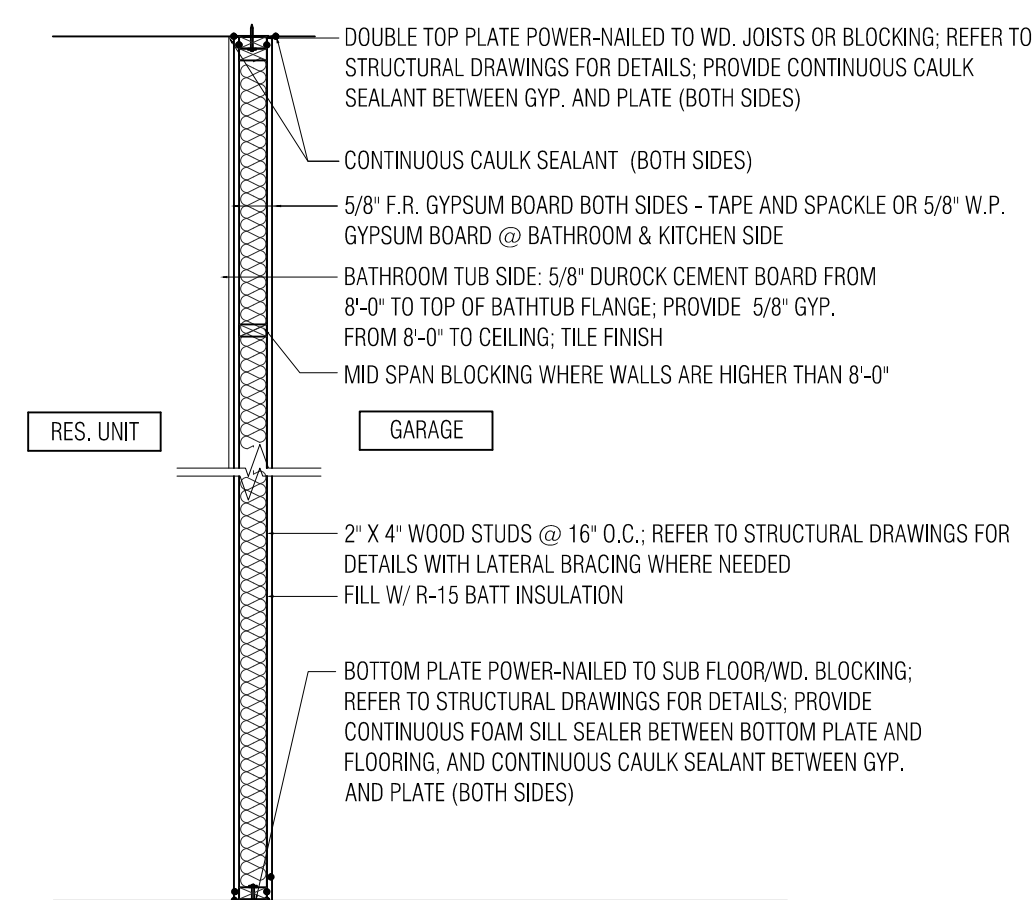 DOUBLE TOP PLATE POWER-NAILED TO WD. JOISTS OR BLOCKING; REFER TO
STRUCTURAL DRAWINGS FOR DETAILS; PROVIDE CONTINUOUS CAULK
SEALANT BETWEEN GYP. AND PLATE (BOTH SIDES)
CONTINUOUS CAULK SEALANT (BOTH SIDES)
5/8" F.R. GYPSUM BOARD BOTH SIDES - TAPE AND SPACKLE OR 5/8" W.P.
GYPSUM BOARD @ BATHROOM & KITCHEN SIDE
BATHROOM TUB SIDE: 5/8" DUROCK CEMENT BOARD FROM
8'-0" TO TOP OF BATHTUB FLANGE; PROVIDE 5/8" GYP.
FROM 8'-0" TO CEILING; TILE FINISH
MID SPAN BLOCKING WHERE WALLS ARE HIGHER THAN 8'-0"
RES. UNIT
GARAGE
2" X 4" WOOD STUDS @ 16" O.C.; REFER TO STRUCTURAL DRAWINGS FOR
DETAILS WITH LATERAL BRACING WHERE NEEDED
FILL W/ R-15 BATT INSULATION
BOTTOM PLATE POWER-NAILED TO SUB FLOOR/WD. BLOCKING;
REFER TO STRUCTURAL DRAWINGS FOR DETAILS; PROVIDE
CONTINUOUS FOAM SILL SEALER BETWEEN BOTTOM PLATE AND
FLOORING, AND CONTINUOUS CAULK SEALANT BETWEEN GYP.
AND PLATE (BOTH SIDES)